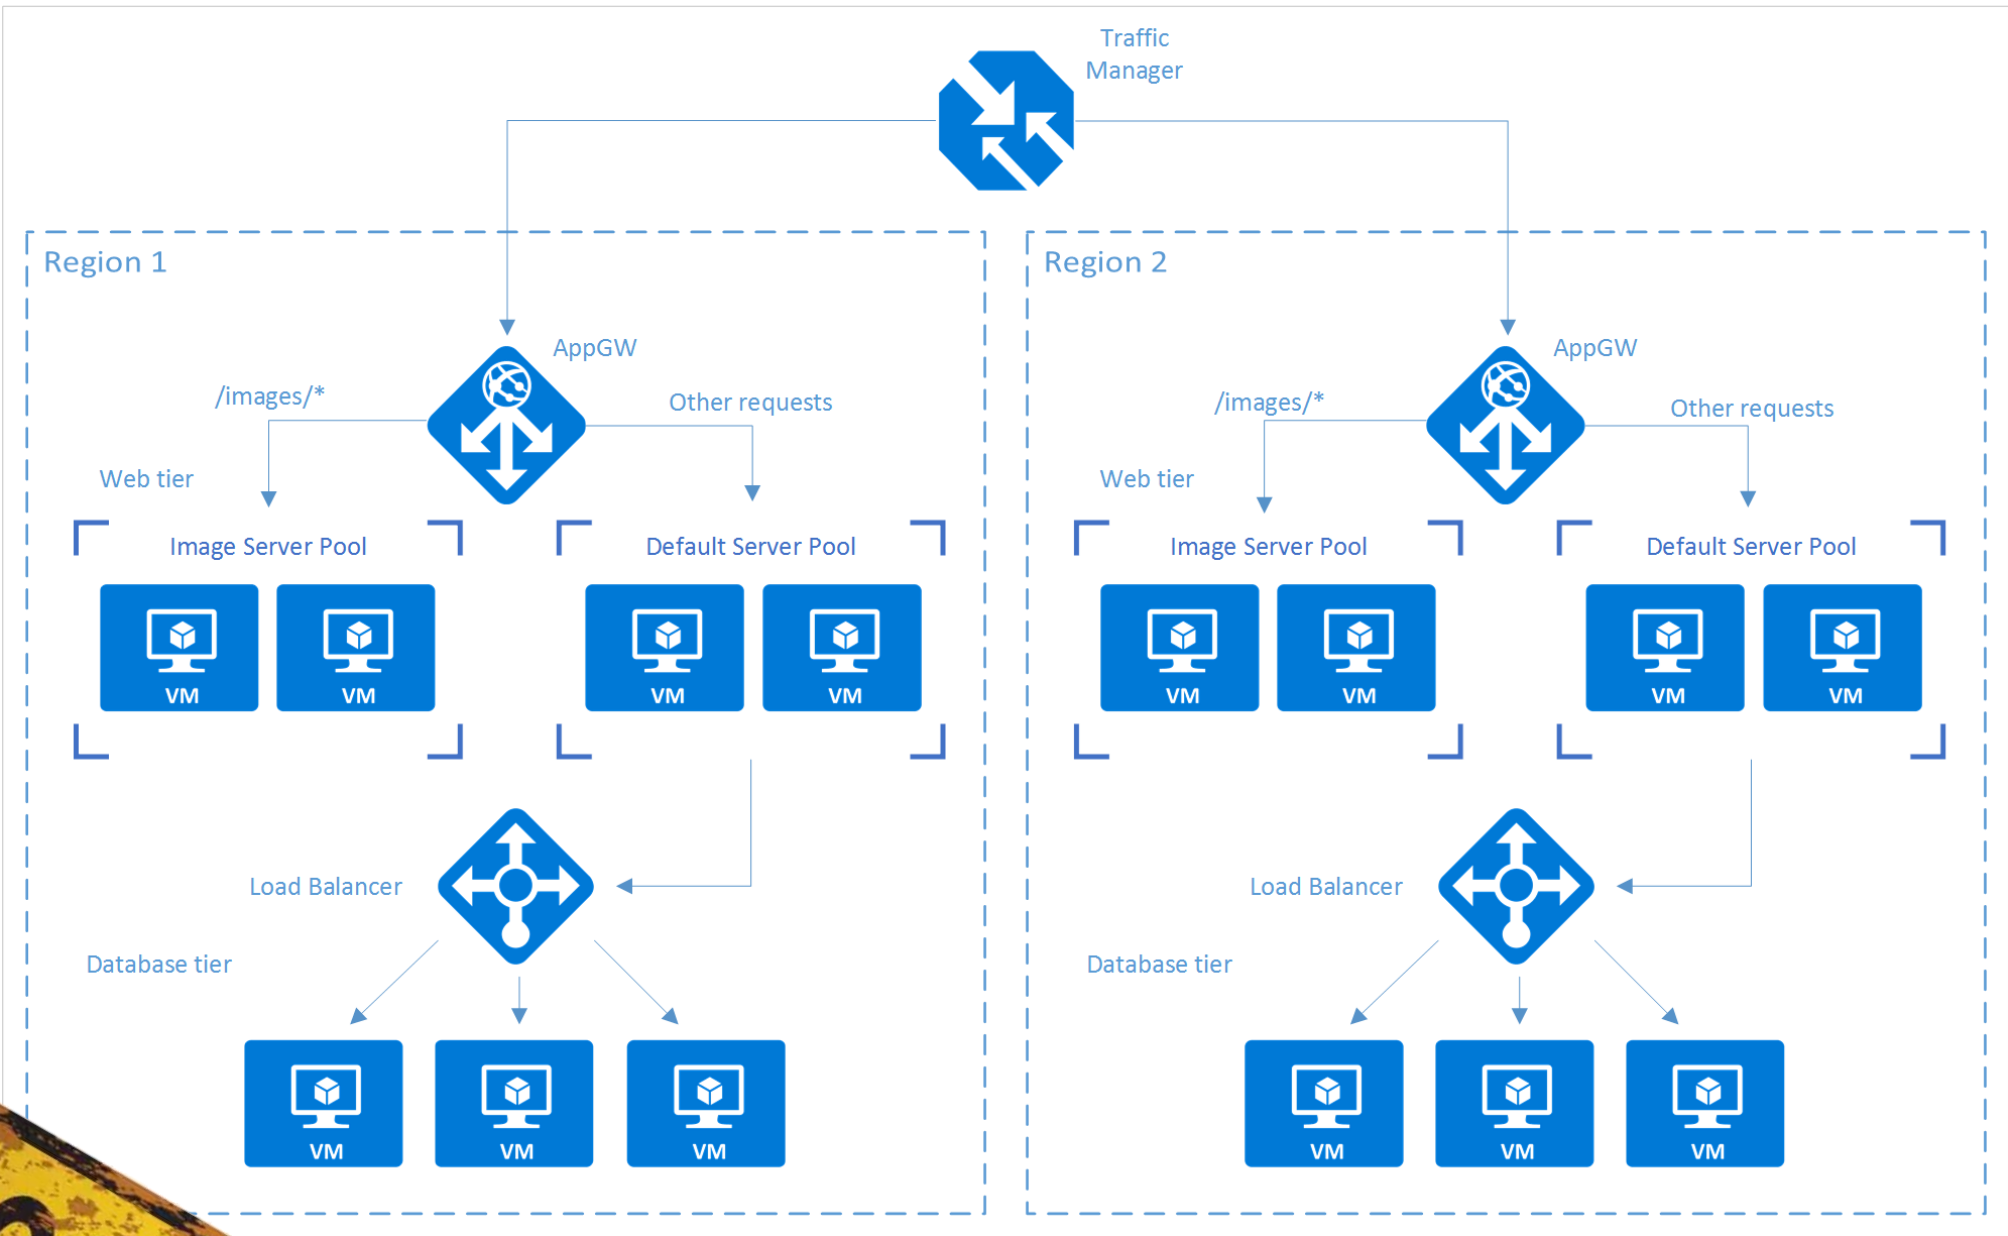 Traffic
Manager
Region 1
AppGW
/images/*
Other requests
Web tier
Image Server Pool
Default Server Pool
VM
VM
VM
VM
Load Balancer
Database tier
VM
VM
VM
Region 2
AppGW
/images/*
Other requests
Web tier
Image Server Pool
Default Server Pool
VM
VM
VM
VM
Load Balancer
Database tier
VM
VM
VM